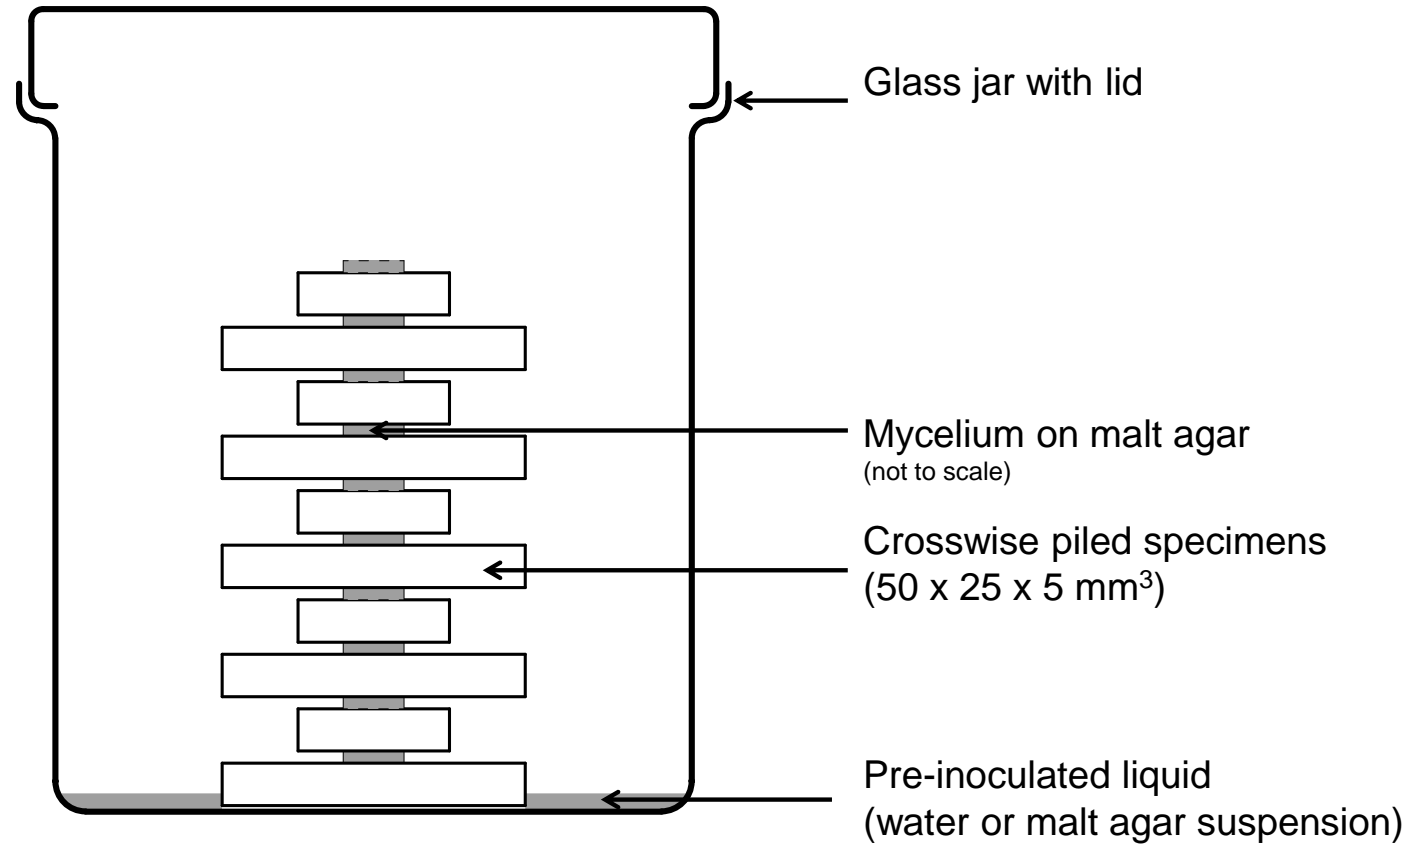 Glass jar with lid
Mycelium on malt agar
(not to scale)
Crosswise piled specimens
(50 x 25 x 5 mm³)
Pre-inoculated liquid
(water or malt agar suspension)